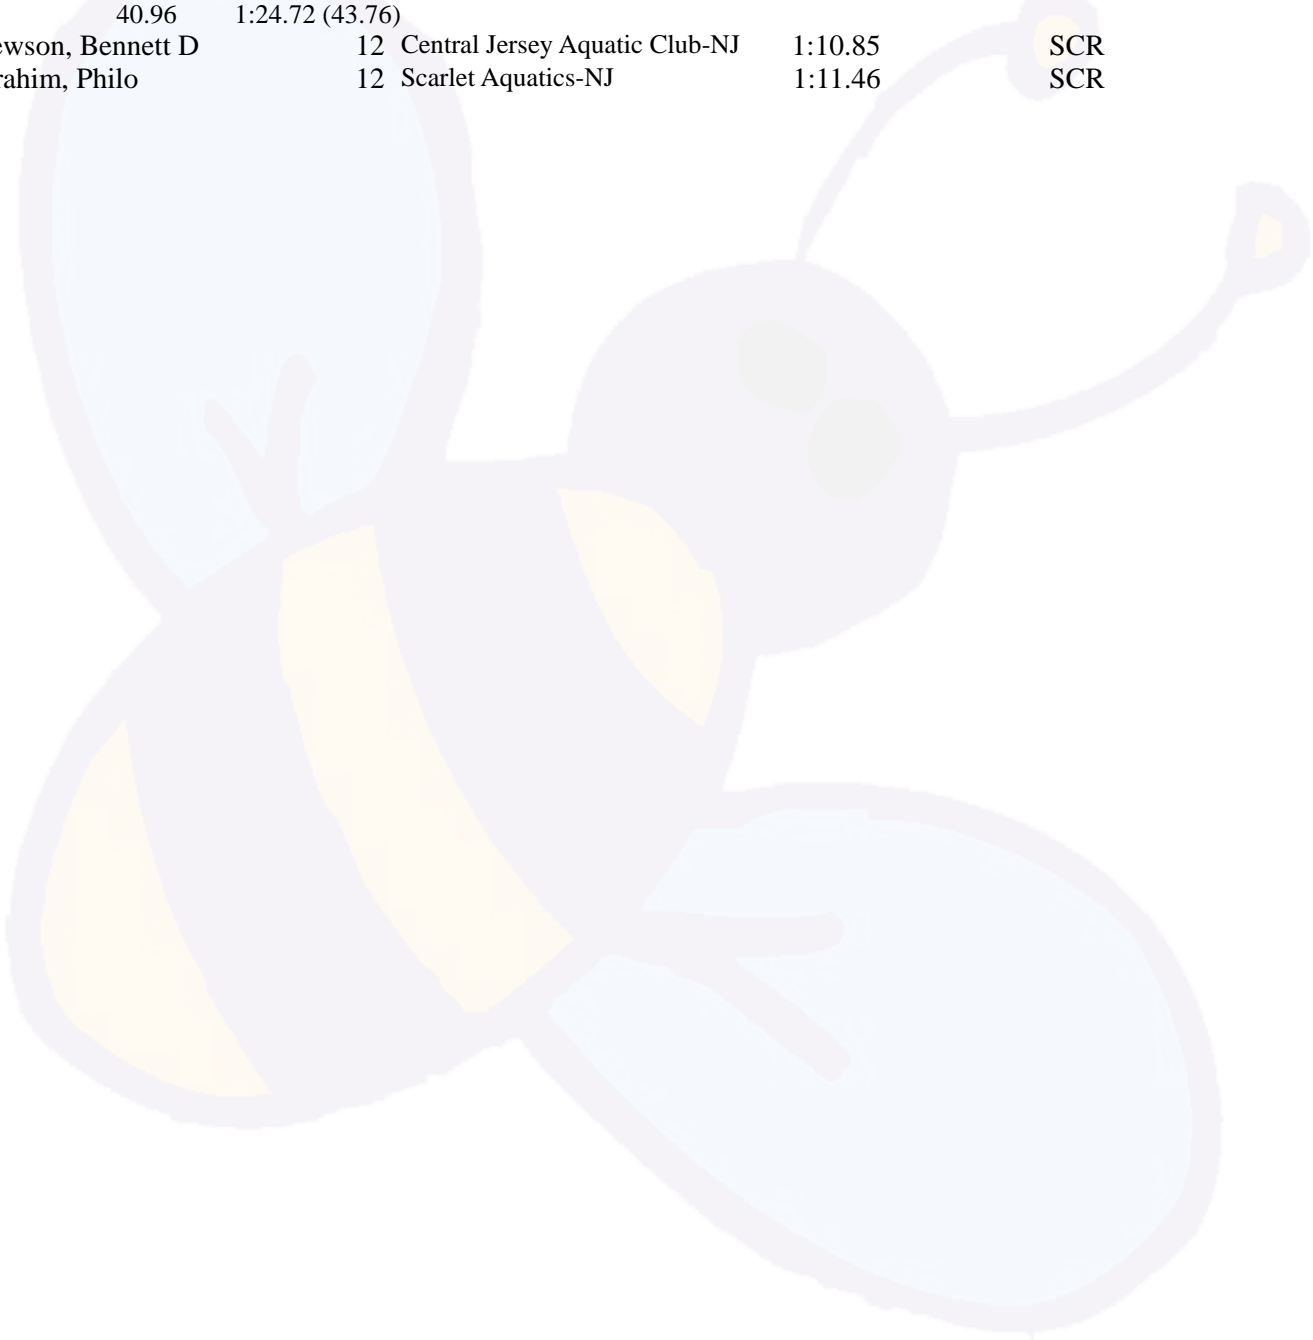 40.96 1:24.72 (43.76)
ewson, Bennett D 12 Central Jersey Aquatic Club-NJ 1:10.85 SCR
rahim, Philo 12 Scarlet Aquatics-NJ 1:11.46 SCR